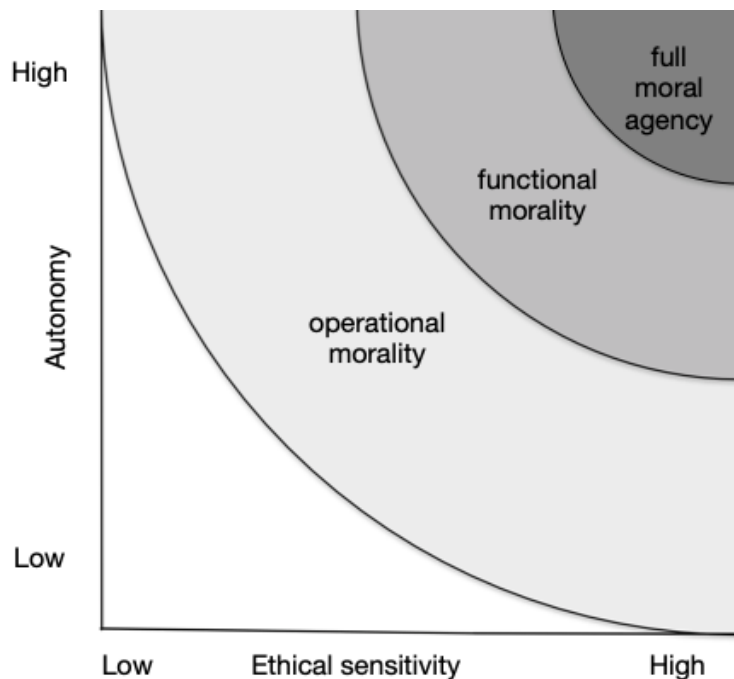 High
full
moral
agency
functional
morality
Autonomy
operational
morality
Low
Low
Ethical sensitivity
High